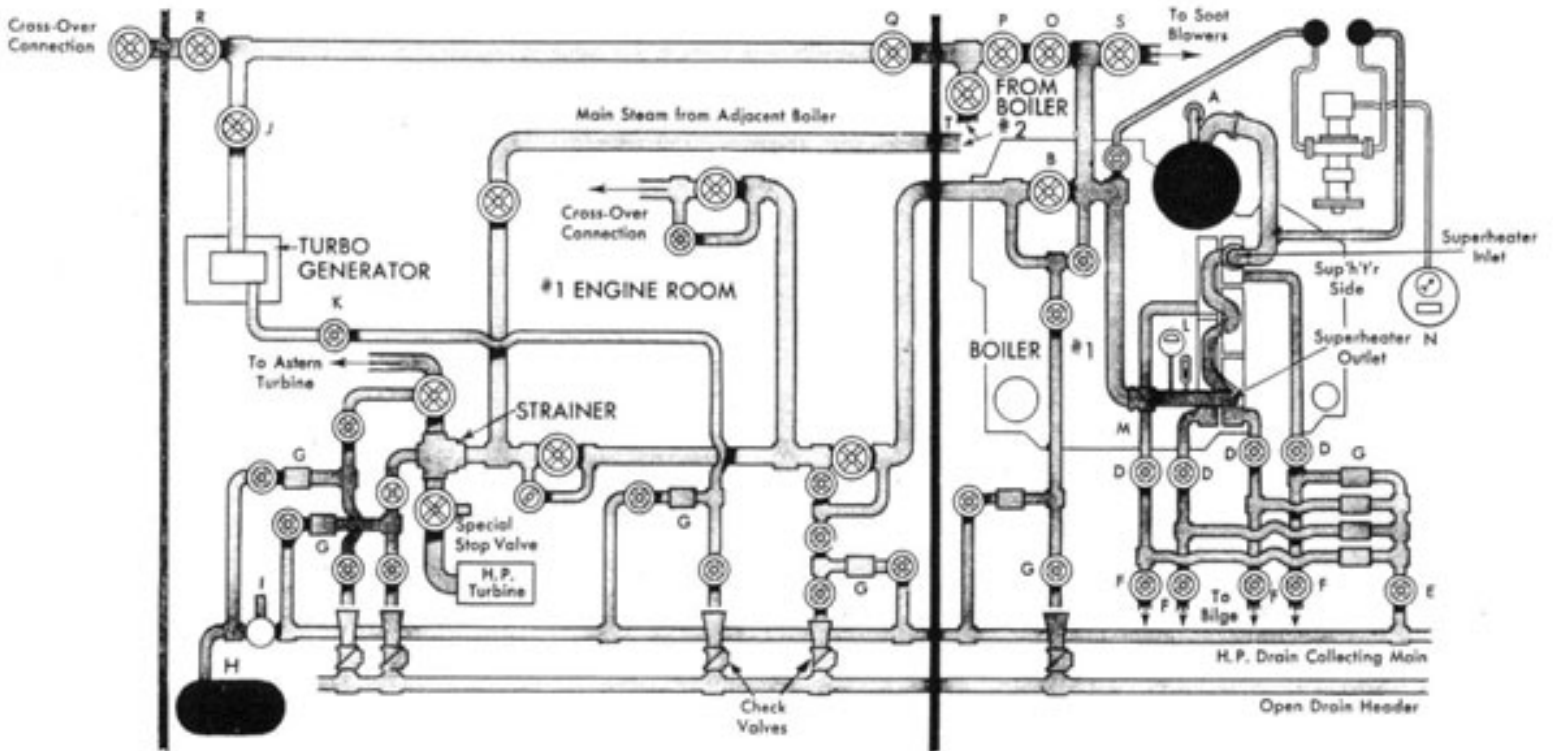 Cross-Over
Connection
R
Q
P
O
S
To Soot
Blowers
J
Main Steam from Adjacent Boiler
FROM
BOILER
#2
T
A
B
Cross-Over
Connection
TURBO
GENERATOR
#1 ENGINE ROOM
Superheater
Inlet
Sup'h't'r
Side
K
L
N
BOILER #1
Superheater
Outlet
To Astern
Turbine
STRAINER
M
G
D
D
D
D
G
G
Special
Stop Valve
G
G
G
H.P.
Turbine
I
F
F
To
Bilge
F
F
E
H
H.P. Drain Collecting Main
Check
Valves
Open Drain Header